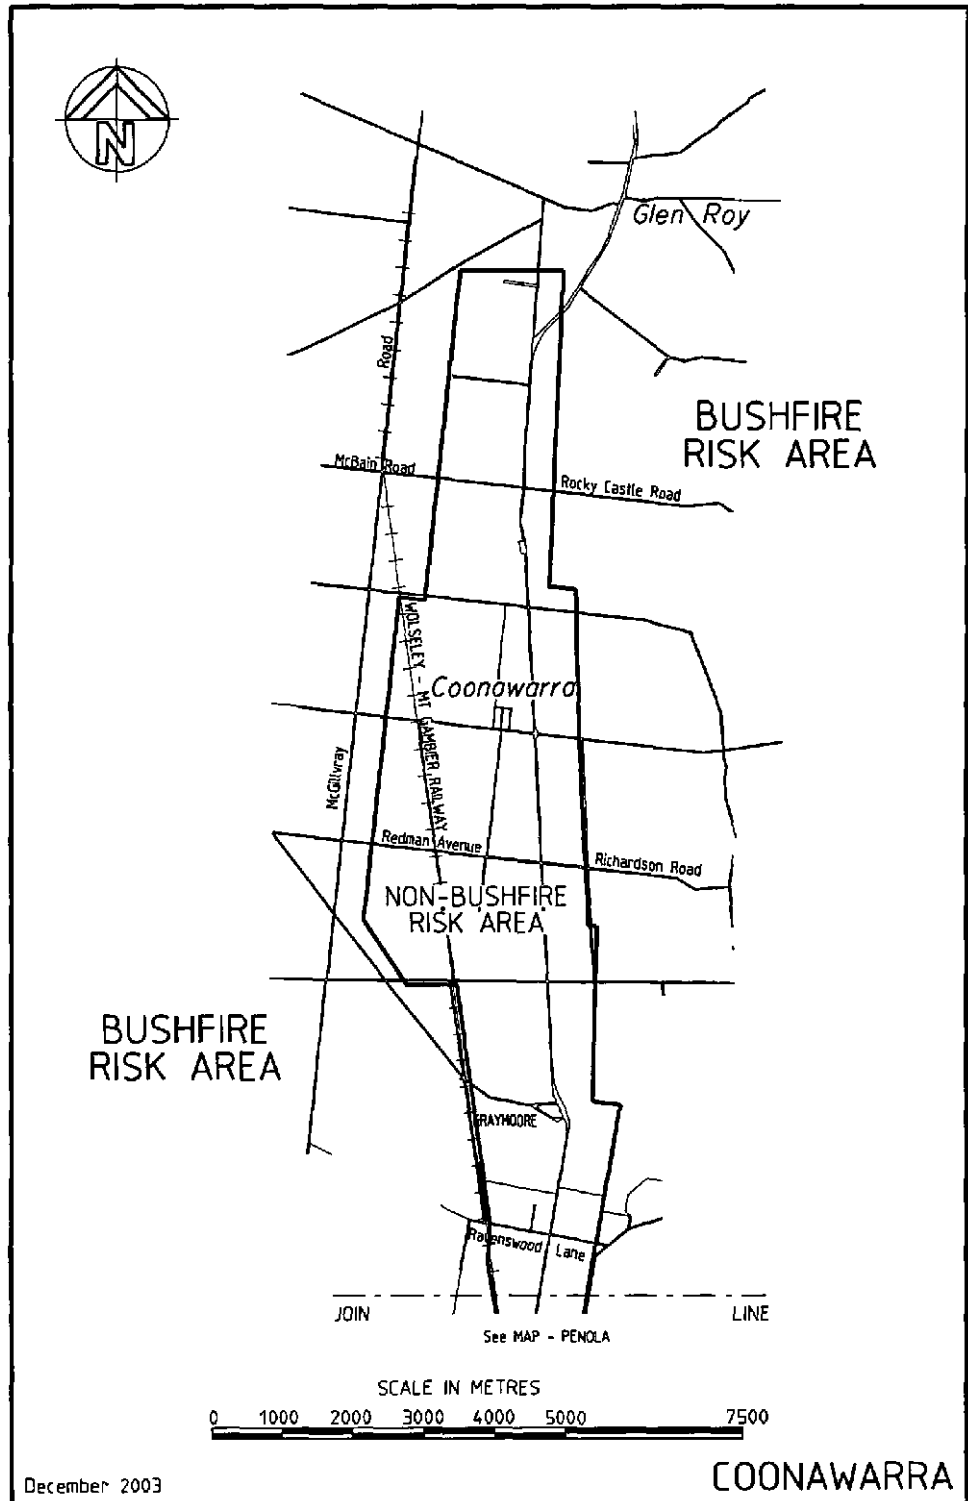 N
Glen Roy
Road
BUSHFIRE
RISK AREA
McBain Road
Rocky Castle Road
WOLSELEY - MT GAMBIER RAILWAY
Coonawarra
McGillvray
Redman Avenue
Richardson Road
NON-BUSHFIRE
RISK AREA
BUSHFIRE
RISK AREA
RAYMOORE
Ravenswood Lane
JOIN LINE
See MAP - PENOLA
SCALE IN METRES
0 1000 2000 3000 4000 5000 7500
December 2003
COONAWARRA